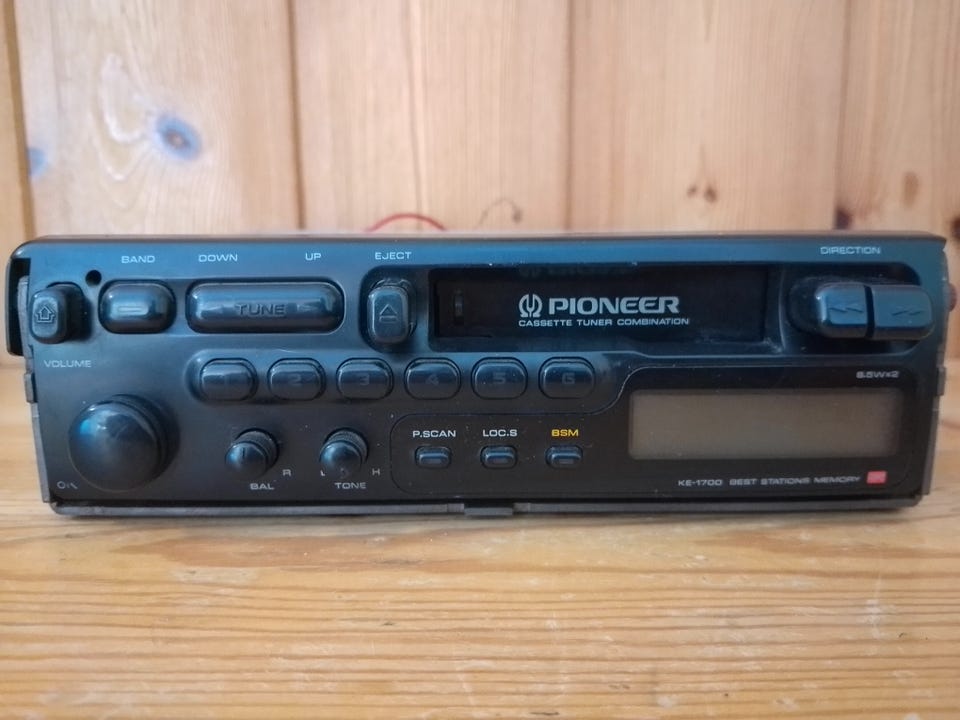 BAND DOWN UP EJECT DIRECTION
TUNE
PIONEER
CASSETTE TUNER COMBINATION
VOLUME
1 2 3 4 5 6
6.5W×2
P.SCAN LOC.S BSM
R L H
BAL TONE
KE-1700 BEST STATIONS MEMORY